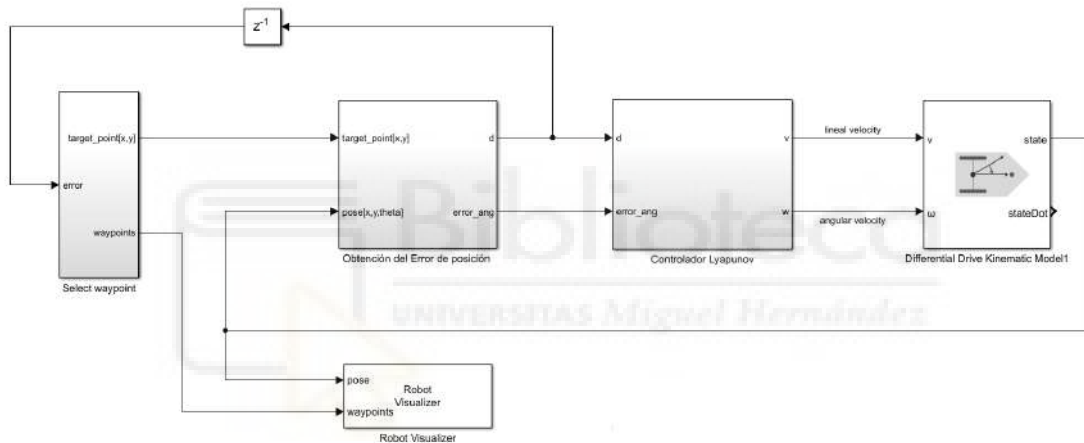 z⁻¹
target_point[x,y]
error
waypoints
Select waypoint
target_point[x,y]
d
pose[x,y,theta]
error_ang
Obtención del Error de posición
d
v
error_ang
w
Controlador Lyapunov
lineal velocity
angular velocity
v
state
ω
stateDot
Differential Drive Kinematic Model1
Biblioteca
UNIVERSITAS Miguel Hernández
pose
Robot
Visualizer
waypoints
Robot Visualizer